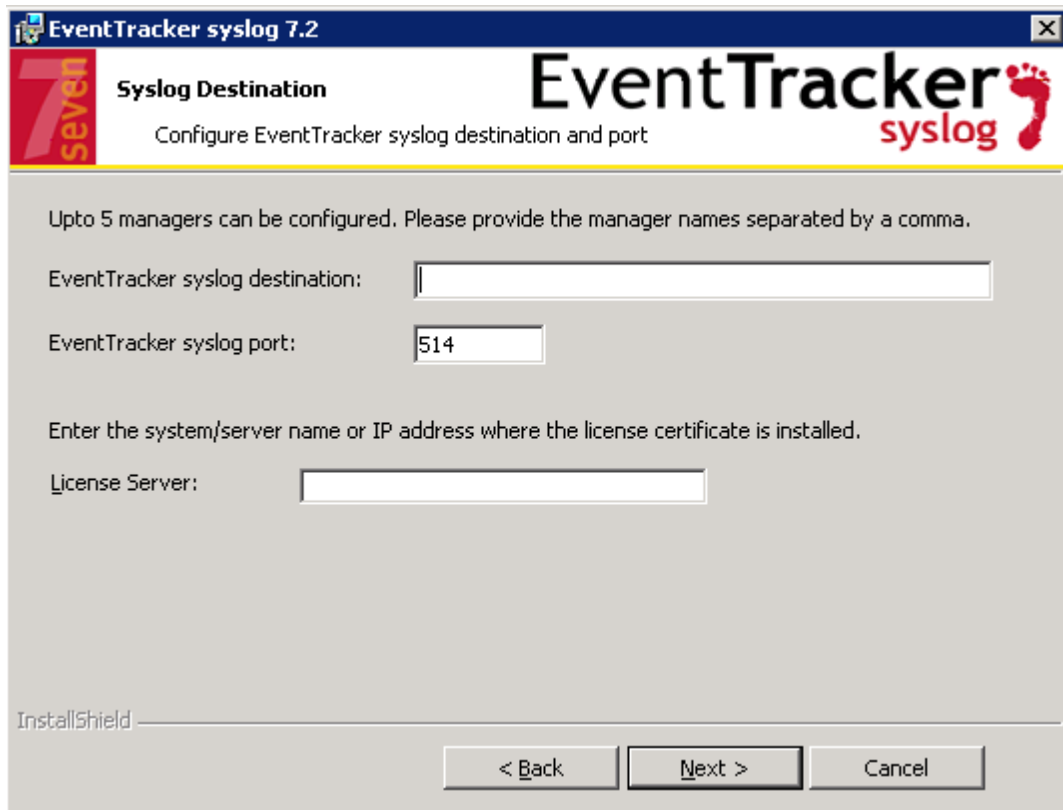 EventTracker syslog 7.2
7
seven
Syslog Destination
Configure EventTracker syslog destination and port
EventTracker
syslog
Upto 5 managers can be configured. Please provide the manager names separated by a comma.
EventTracker syslog destination:
EventTracker syslog port:
514
Enter the system/server name or IP address where the license certificate is installed.
License Server:
InstallShield
< Back
Next >
Cancel